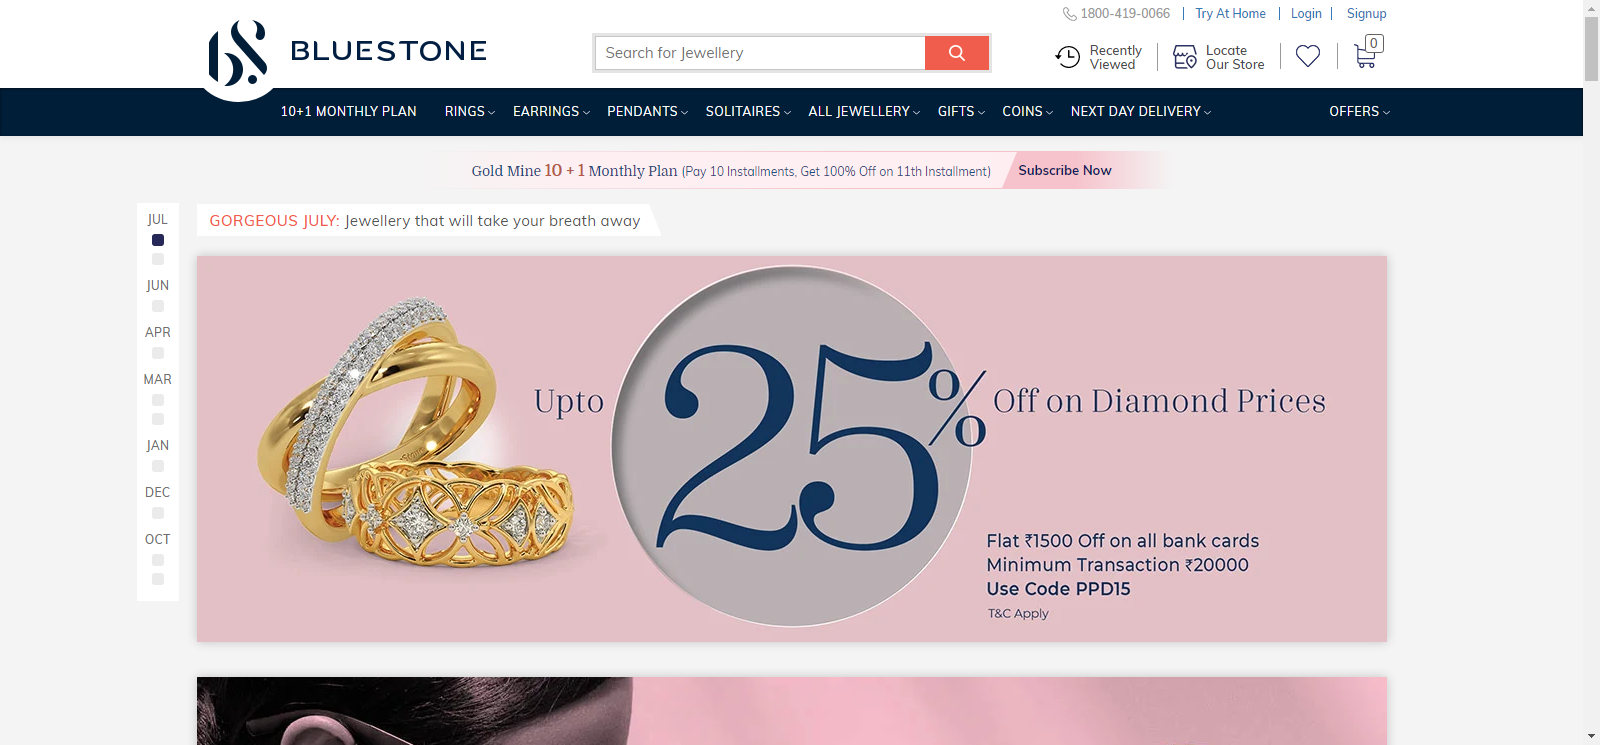 1800-419-0066 | Try At Home | Login | Signup
BLUESTONE
Search for Jewellery
Recently
Viewed
Locate
Our Store
0
10+1 MONTHLY PLAN RINGS EARRINGS PENDANTS SOLITAIRES ALL JEWELLERY GIFTS COINS NEXT DAY DELIVERY OFFERS
Gold Mine 10 + 1 Monthly Plan (Pay 10 Installments, Get 100% Off on 11th Installment) Subscribe Now
GORGEOUS JULY: Jewellery that will take your breath away
JUL
JUN
APR
MAR
JAN
DEC
OCT
Upto 25% Off on Diamond Prices
Flat ₹1500 Off on all bank cards
Minimum Transaction ₹20000
Use Code PPD15
T&C Apply